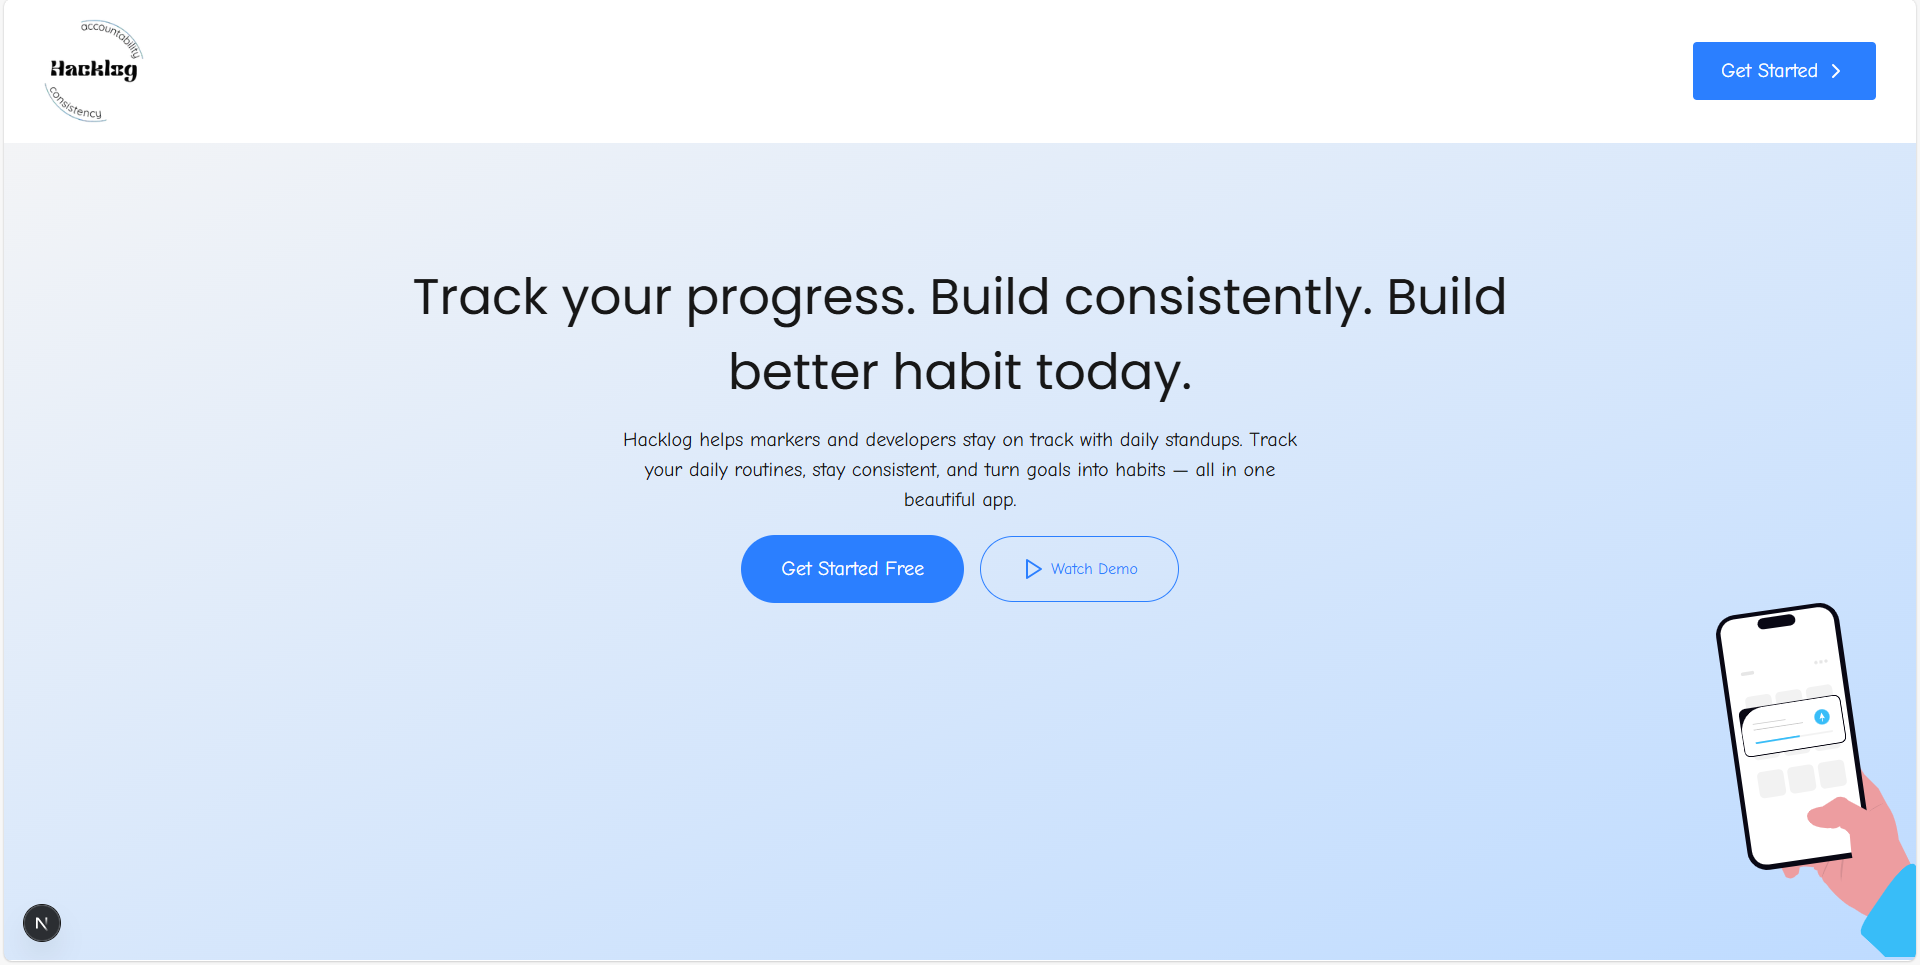 accountability
Hacklog
consistency
Get Started
Track your progress. Build consistently. Build
better habit today.
Hacklog helps markers and developers stay on track with daily standups. Track
your daily routines, stay consistent, and turn goals into habits — all in one
beautiful app.
Get Started Free
Watch Demo
N